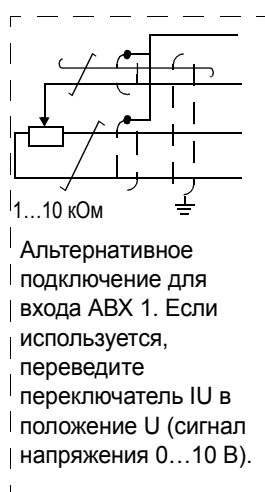 1…10 кОм
Альтернативное
подключение для
входа АВХ 1. Если
используется,
переведите
переключатель IU в
положение U (сигнал
напряжения 0…10 В).